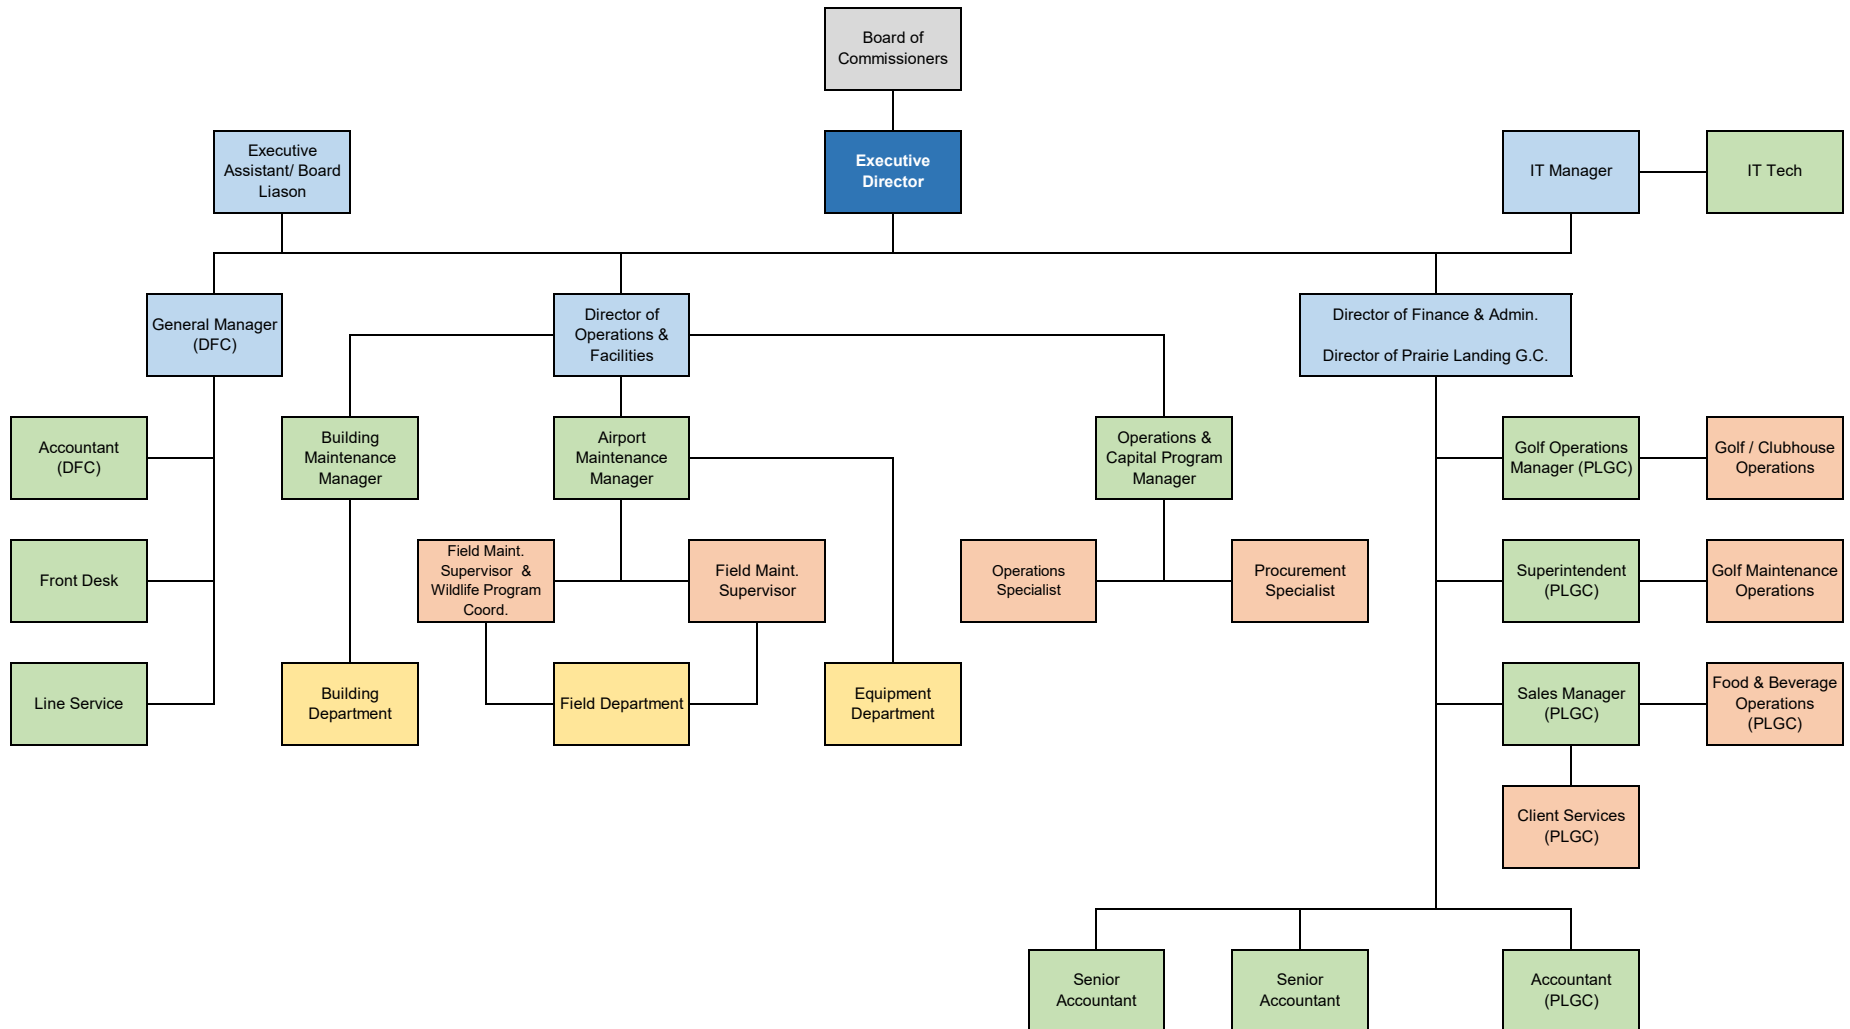 Board of
Commissioners
Executive
Assistant/ Board
Liason
Executive
Director
IT Manager
IT Tech
General Manager
(DFC)
Director of
Operations &
Facilities
Director of Finance & Admin.
Director of Prairie Landing G.C.
Accountant
(DFC)
Building
Maintenance
Manager
Airport
Maintenance
Manager
Operations &
Capital Program
Manager
Golf Operations
Manager (PLGC)
Golf / Clubhouse
Operations
Front Desk
Field Maint.
Supervisor &
Wildlife Program
Coord.
Field Maint.
Supervisor
Operations
Specialist
Procurement
Specialist
Superintendent
(PLGC)
Golf Maintenance
Operations
Line Service
Building
Department
Field Department
Equipment
Department
Sales Manager
(PLGC)
Food & Beverage
Operations
(PLGC)
Client Services
(PLGC)
Senior
Accountant
Senior
Accountant
Accountant
(PLGC)